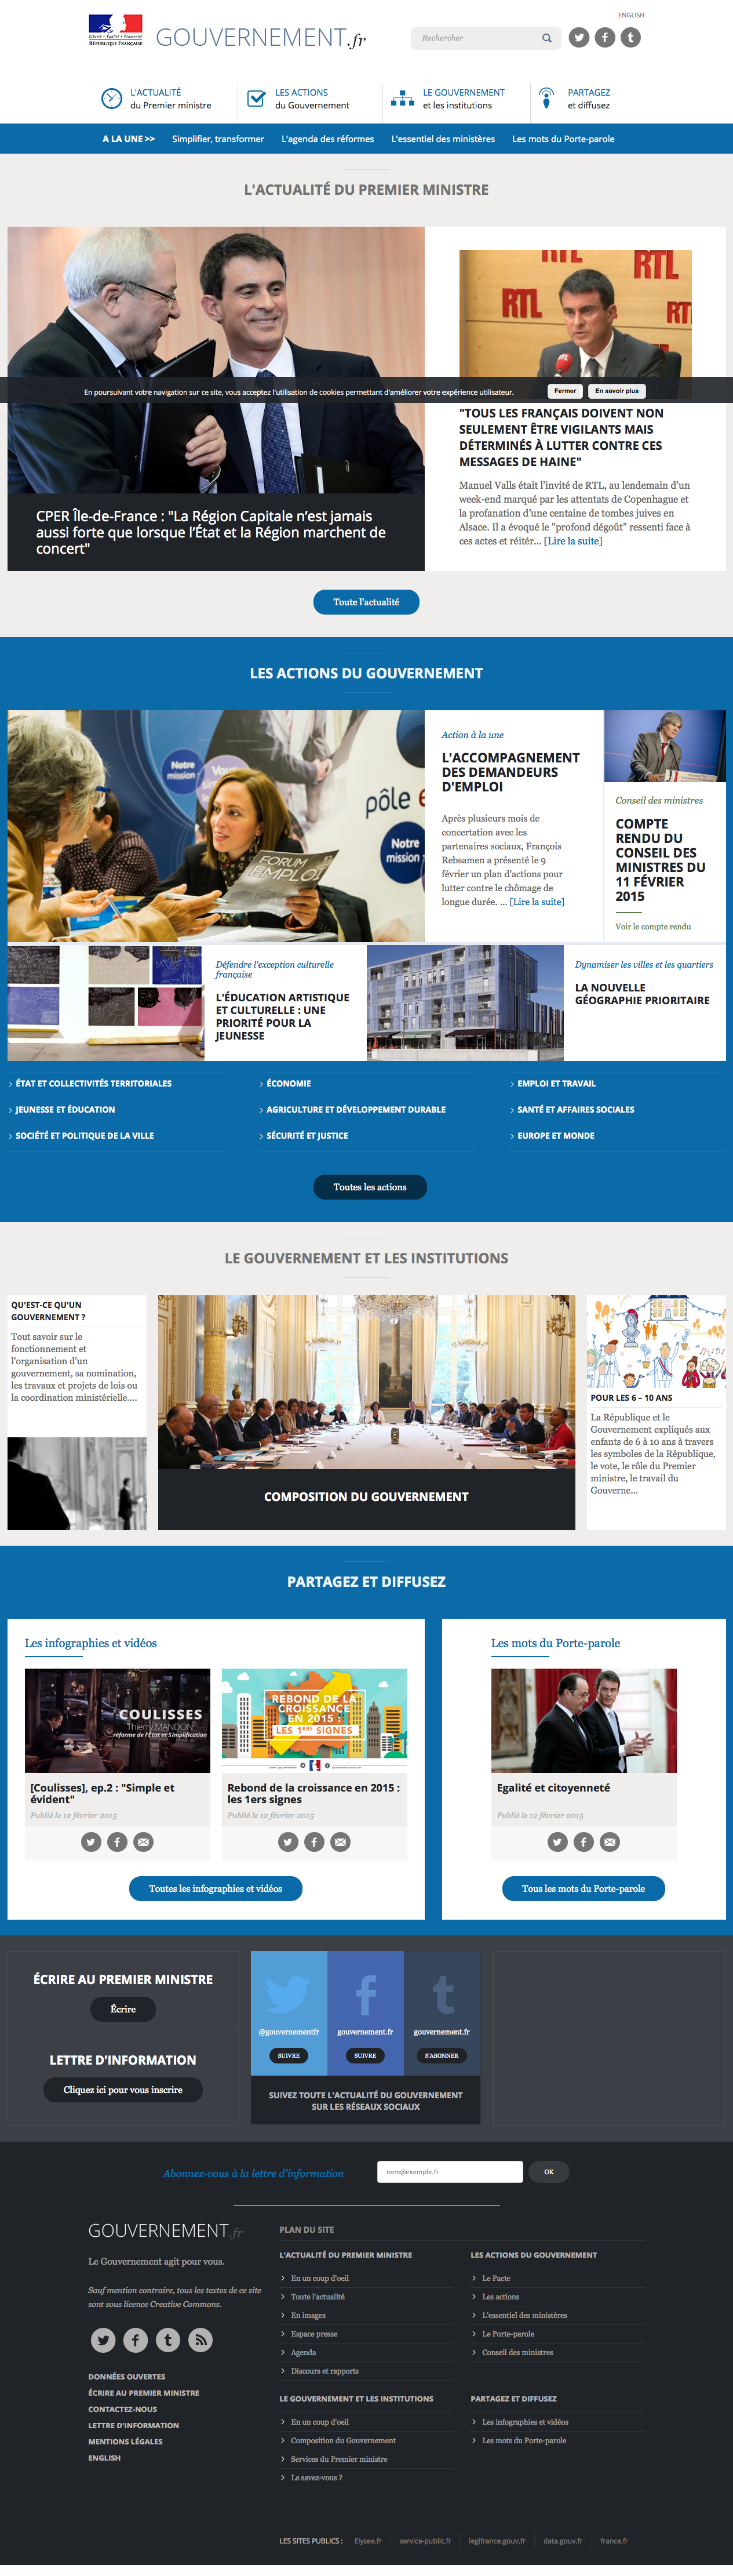 ENGLISH
Liberté • Égalité • Fraternité
RÉPUBLIQUE FRANÇAISE
GOUVERNEMENT.fr
Rechercher
L'ACTUALITÉ
du Premier ministre
LES ACTIONS
du Gouvernement
LE GOUVERNEMENT
et les institutions
PARTAGEZ
et diffusez
A LA UNE >> Simplifier, transformer L'agenda des réformes L'essentiel des ministères Les mots du Porte-parole
L'ACTUALITÉ DU PREMIER MINISTRE
RTL
RTL
RTL
RTL
En poursuivant votre navigation sur ce site, vous acceptez l'utilisation de cookies permettant d'améliorer votre expérience utilisateur. Fermer En savoir plus
CPER Île-de-France : "La Région Capitale n'est jamais
aussi forte que lorsque l'État et la Région marchent de
concert"
"TOUS LES FRANÇAIS DOIVENT NON
SEULEMENT ÊTRE VIGILANTS MAIS
DÉTERMINÉS À LUTTER CONTRE CES
MESSAGES DE HAINE"
Manuel Valls était l'invité de RTL, au lendemain d'un
week-end marqué par les attentats de Copenhague et
la profanation d'une centaine de tombes juives en
Alsace. Il a évoqué le "profond dégoût" ressenti face à
ces actes et réitér... [Lire la suite]
Toute l'actualité
LES ACTIONS DU GOUVERNEMENT
Notre
mission
pôle
Notre
mission
FORUM
EMPLOI
Action à la une
L'ACCOMPAGNEMENT
DES DEMANDEURS
D'EMPLOI
Après plusieurs mois de
concertation avec les
partenaires sociaux, François
Rebsamen a présenté le 9
février un plan d'actions pour
lutter contre le chômage de
longue durée. ... [Lire la suite]
Conseil des ministres
COMPTE
RENDU DU
CONSEIL DES
MINISTRES DU
11 FÉVRIER
2015
Voir le compte rendu
Défendre l'exception culturelle
française
L'ÉDUCATION ARTISTIQUE
ET CULTURELLE : UNE
PRIORITÉ POUR LA
JEUNESSE
Dynamiser les villes et les quartiers
LA NOUVELLE
GÉOGRAPHIE PRIORITAIRE
ÉTAT ET COLLECTIVITÉS TERRITORIALES
ÉCONOMIE
EMPLOI ET TRAVAIL
JEUNESSE ET ÉDUCATION
AGRICULTURE ET DÉVELOPPEMENT DURABLE
SANTÉ ET AFFAIRES SOCIALES
SOCIÉTÉ ET POLITIQUE DE LA VILLE
SÉCURITÉ ET JUSTICE
EUROPE ET MONDE
Toutes les actions
LE GOUVERNEMENT ET LES INSTITUTIONS
QU'EST-CE QU'UN
GOUVERNEMENT ?
Tout savoir sur le
fonctionnement et
l'organisation d'un
gouvernement, sa nomination,
les travaux et projets de lois ou
la coordination ministérielle....
COMPOSITION DU GOUVERNEMENT
POUR LES 6 – 10 ANS
La République et le
Gouvernement expliqués aux
enfants de 6 à 10 ans à travers
les symboles de la République,
le vote, le rôle du Premier
ministre, le travail du
Gouverne...
PARTAGEZ ET DIFFUSEZ
Les infographies et vidéos
COULISSES
Thierry MANDON
réforme de l'État et Simplification
[Coulisses], ep.2 : "Simple et
évident"
Publié le 12 février 2015
REBOND DE LA
CROISSANCE
EN 2015 :
LES 1ERS SIGNES
Rebond de la croissance en 2015 :
les 1ers signes
Publié le 12 février 2015
Toutes les infographies et vidéos
Les mots du Porte-parole
Egalité et citoyenneté
Publié le 12 février 2015
Tous les mots du Porte-parole
ÉCRIRE AU PREMIER MINISTRE
Écrire
LETTRE D'INFORMATION
Cliquez ici pour vous inscrire
@gouvernementfr
SUIVRE
gouvernement.fr
SUIVRE
gouvernement.fr
S'ABONNER
SUIVEZ TOUTE L'ACTUALITÉ DU GOUVERNEMENT
SUR LES RÉSEAUX SOCIAUX
Abonnez-vous à la lettre d'information
nom@exemple.fr
OK
GOUVERNEMENT.fr
Le Gouvernement agit pour vous.
Sauf mention contraire, tous les textes de ce site
sont sous licence Creative Commons.
DONNÉES OUVERTES
ÉCRIRE AU PREMIER MINISTRE
CONTACTEZ-NOUS
LETTRE D'INFORMATION
MENTIONS LÉGALES
ENGLISH
PLAN DU SITE
L'ACTUALITÉ DU PREMIER MINISTRE
En un coup d'oeil
Toute l'actualité
En images
Espace presse
Agenda
Discours et rapports
LES ACTIONS DU GOUVERNEMENT
Le Pacte
Les actions
L'essentiel des ministères
Le Porte-parole
Conseil des ministres
LE GOUVERNEMENT ET LES INSTITUTIONS
En un coup d'oeil
Composition du Gouvernement
Services du Premier ministre
Le savez-vous ?
PARTAGEZ ET DIFFUSEZ
Les infographies et vidéos
Les mots du Porte-parole
LES SITES PUBLICS : Elysee.fr service-public.fr legifrance.gouv.fr data.gouv.fr france.fr